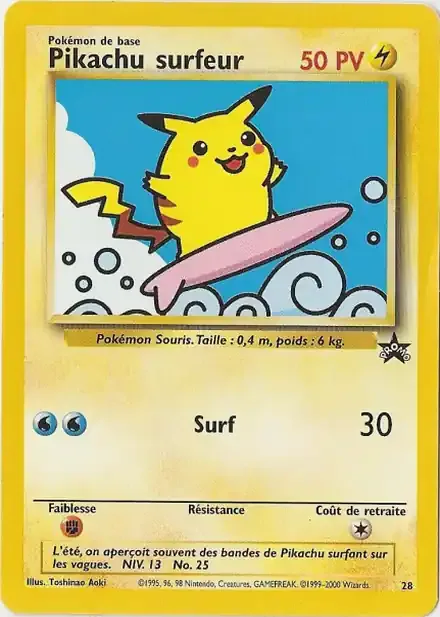 Pokémon de base
Pikachu surfeur 50 PV
Pokémon Souris. Taille : 0,4 m, poids : 6 kg.
PROMO
Surf 30
Faiblesse Résistance Coût de retraite
L'été, on aperçoit souvent des bandes de Pikachu surfant sur
les vagues. NIV. 13 No. 25
Illus. Toshinao Aoki ©1995, 96, 98 Nintendo, Creatures, GAMEFREAK. ©1999-2000 Wizards. 28